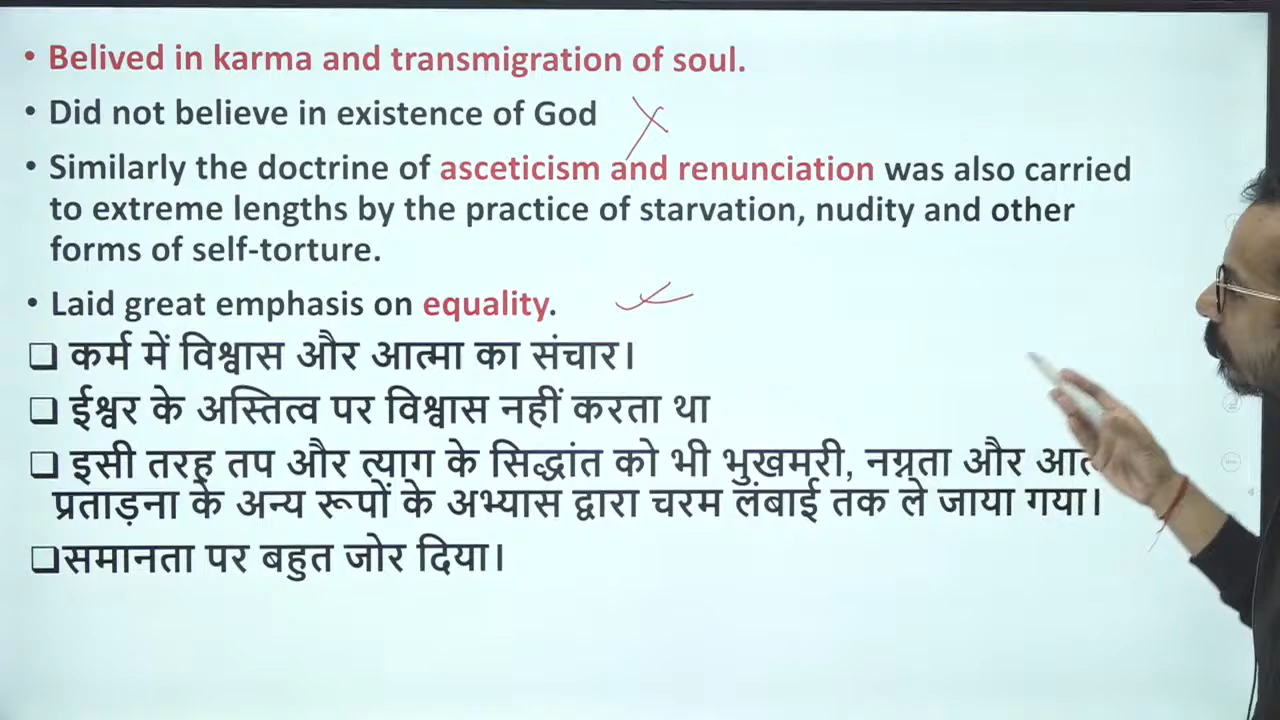 • Belived in karma and transmigration of soul.
• Did not believe in existence of God
• Similarly the doctrine of asceticism and renunciation was also carried
to extreme lengths by the practice of starvation, nudity and other
forms of self-torture.
• Laid great emphasis on equality.
❑ कर्म में विश्वास और आत्मा का संचार।
❑ ईश्वर के अस्तित्व पर विश्वास नहीं करता था
❑ इसी तरह तप और त्याग के सिद्धांत को भी भुखमरी, नग्नता और
प्रताड़ना के अन्य रूपों के अभ्यास द्वारा चरम लंबाई तक ले जाया गया।
❑समानता पर बहुत जोर दिया।